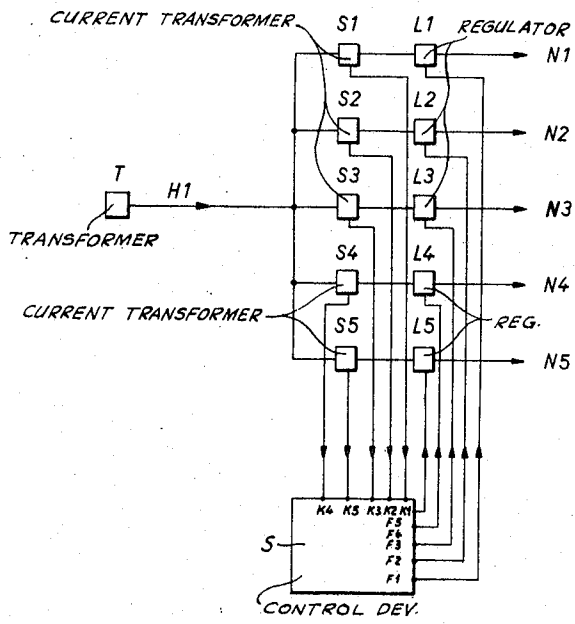 CURRENT TRANSFORMER S1 L1 REGULATOR
N1
S2 L2
N2
T H1 S3 L3
N3
TRANSFORMER
S4 L4
N4
CURRENT TRANSFORMER REG.
S5 L5
N5
K4 K5 K3 K2 K1
F5
F4
S F3
F2
F1
CONTROL DEV.